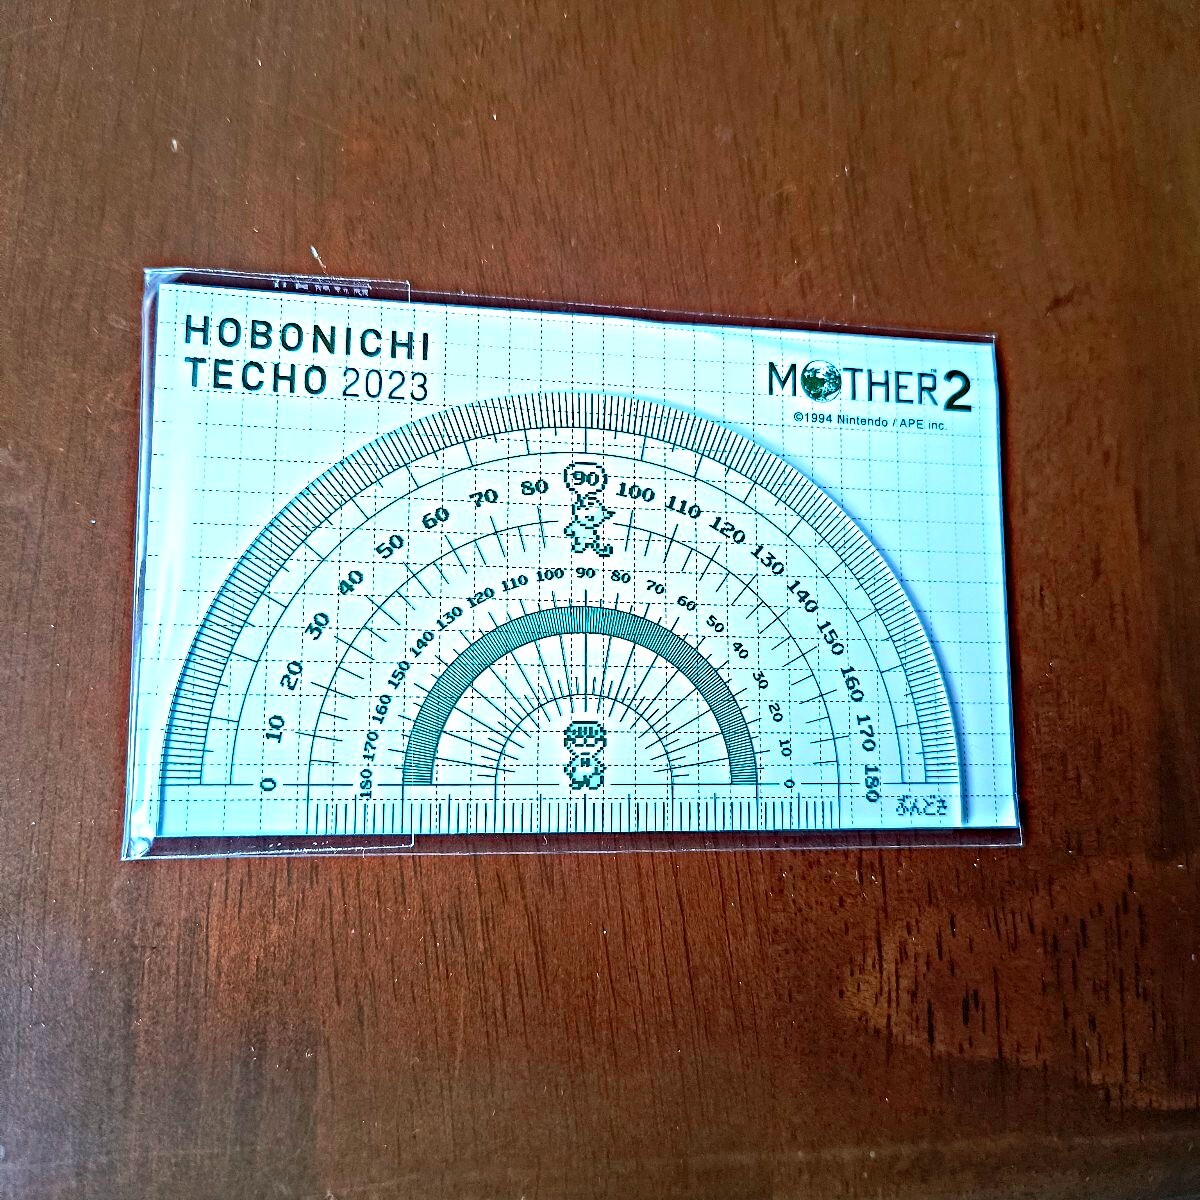 HOBONICHI
TECHO 2023
MOTHER 2
©1994 Nintendo / APE inc.
0 10 20 30 40 50 60 70 80 90 100 110 120 130 140 150 160 170 180
180 170 160 150 140 130 120 110 100 90 80 70 60 50 40 30 20 10 0
ぶんどき